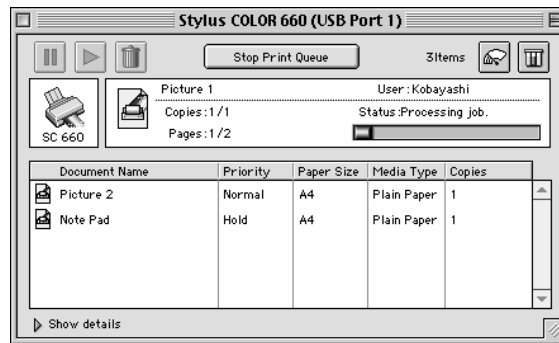 Stylus COLOR 660 (USB Port 1)
Stop Print Queue
3Items
SC 660
Picture 1
User:Kobayashi
Copies:1/1
Status:Processing job.
Pages:1/2
Document Name Priority Paper Size Media Type Copies
Picture 2 Normal A4 Plain Paper 1
Note Pad Hold A4 Plain Paper 1
Show details